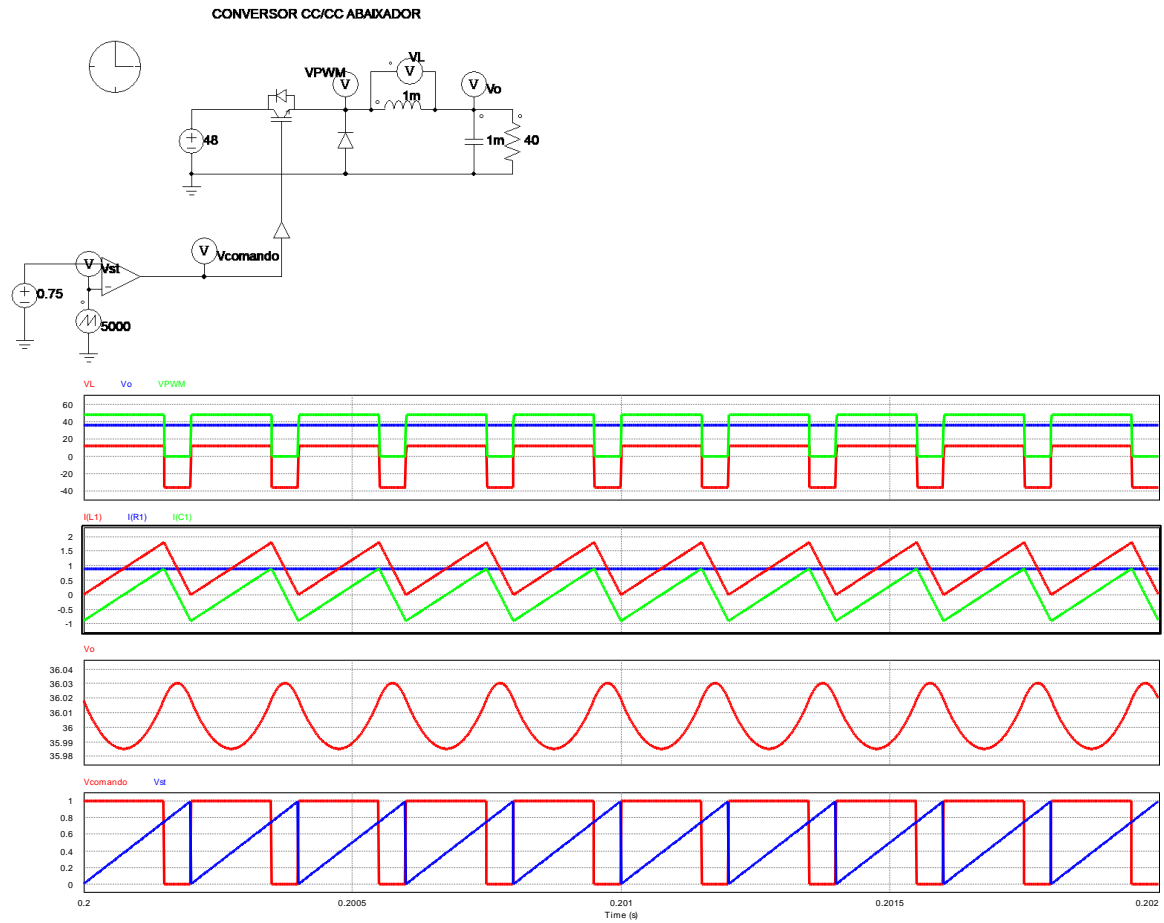 CONVERSOR CC/CC ABAIXADOR
VL
VPWM V V V Vo
1m
48 1m 40
V Vcomando
V Vst
0.75
5000
VL Vo VPWM
60
40
20
0
-20
-40
I(L1) I(R1) I(C1)
2
1.5
1
0.5
0
-0.5
-1
Vo
36.04
36.03
36.02
36.01
36
35.99
35.98
Vcomando Vst
1
0.8
0.6
0.4
0.2
0
0.2 0.2005 0.201 0.2015 0.202
Time (s)